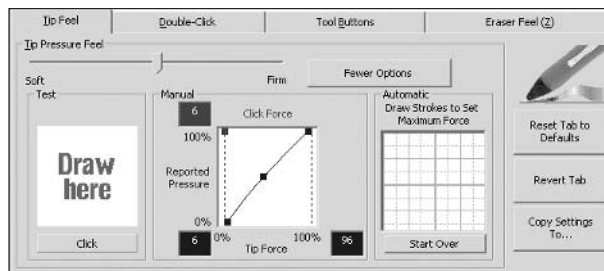 Tip Feel
Double-Click
Tool Buttons
Eraser Feel (Z)
Tip Pressure Feel
Soft
Firm
Fewer Options
Test
Draw
here
Click
Manual
6
Click Force
100%
Reported
Pressure
0%
6
0%
100%
Tip Force
96
Automatic
Draw Strokes to Set
Maximum Force
Start Over
Reset Tab to
Defaults
Revert Tab
Copy Settings
To...